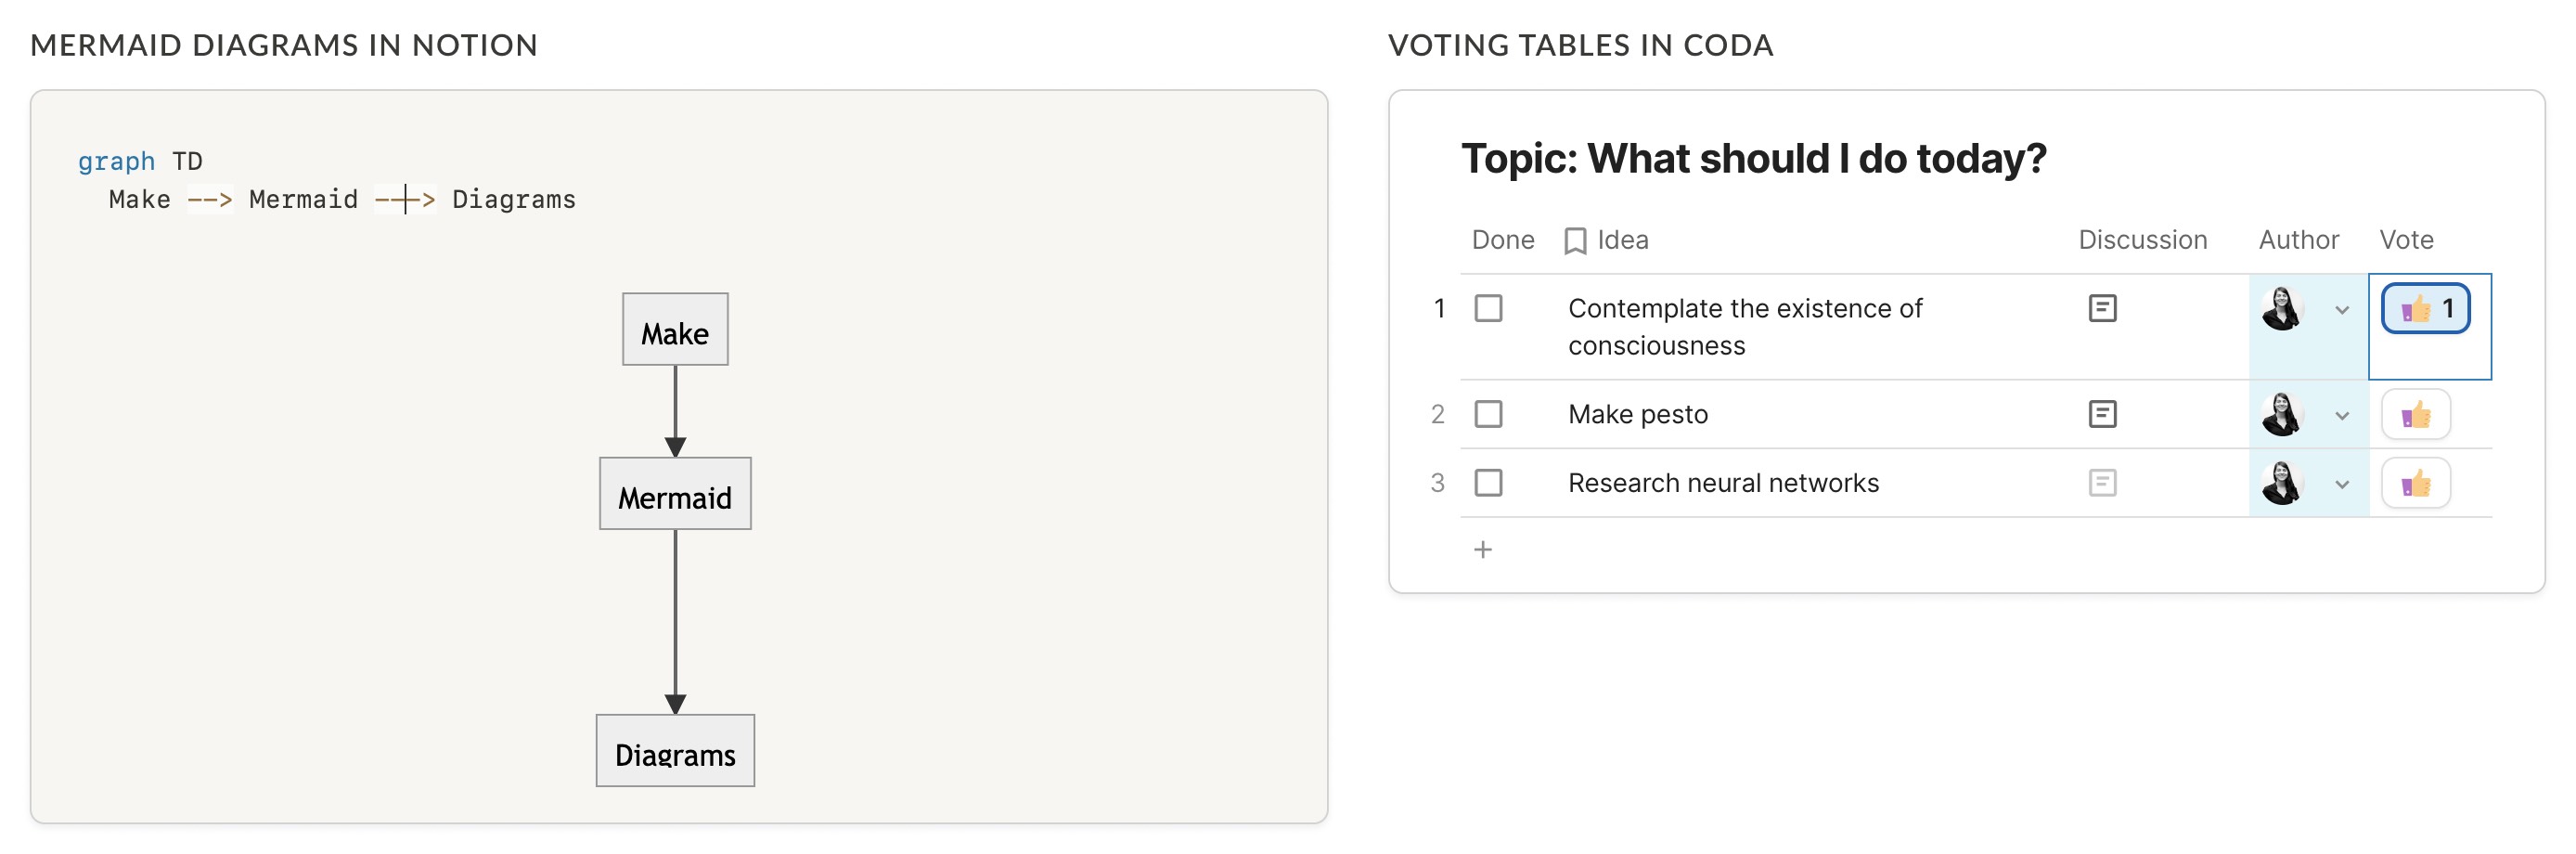 MERMAID DIAGRAMS IN NOTION
graph TD
Make --> Mermaid ---> Diagrams
Make
Mermaid
Diagrams
VOTING TABLES IN CODA
Topic: What should I do today?
Done Idea Discussion Author Vote
1 Contemplate the existence of
consciousness 1
2 Make pesto
3 Research neural networks
+